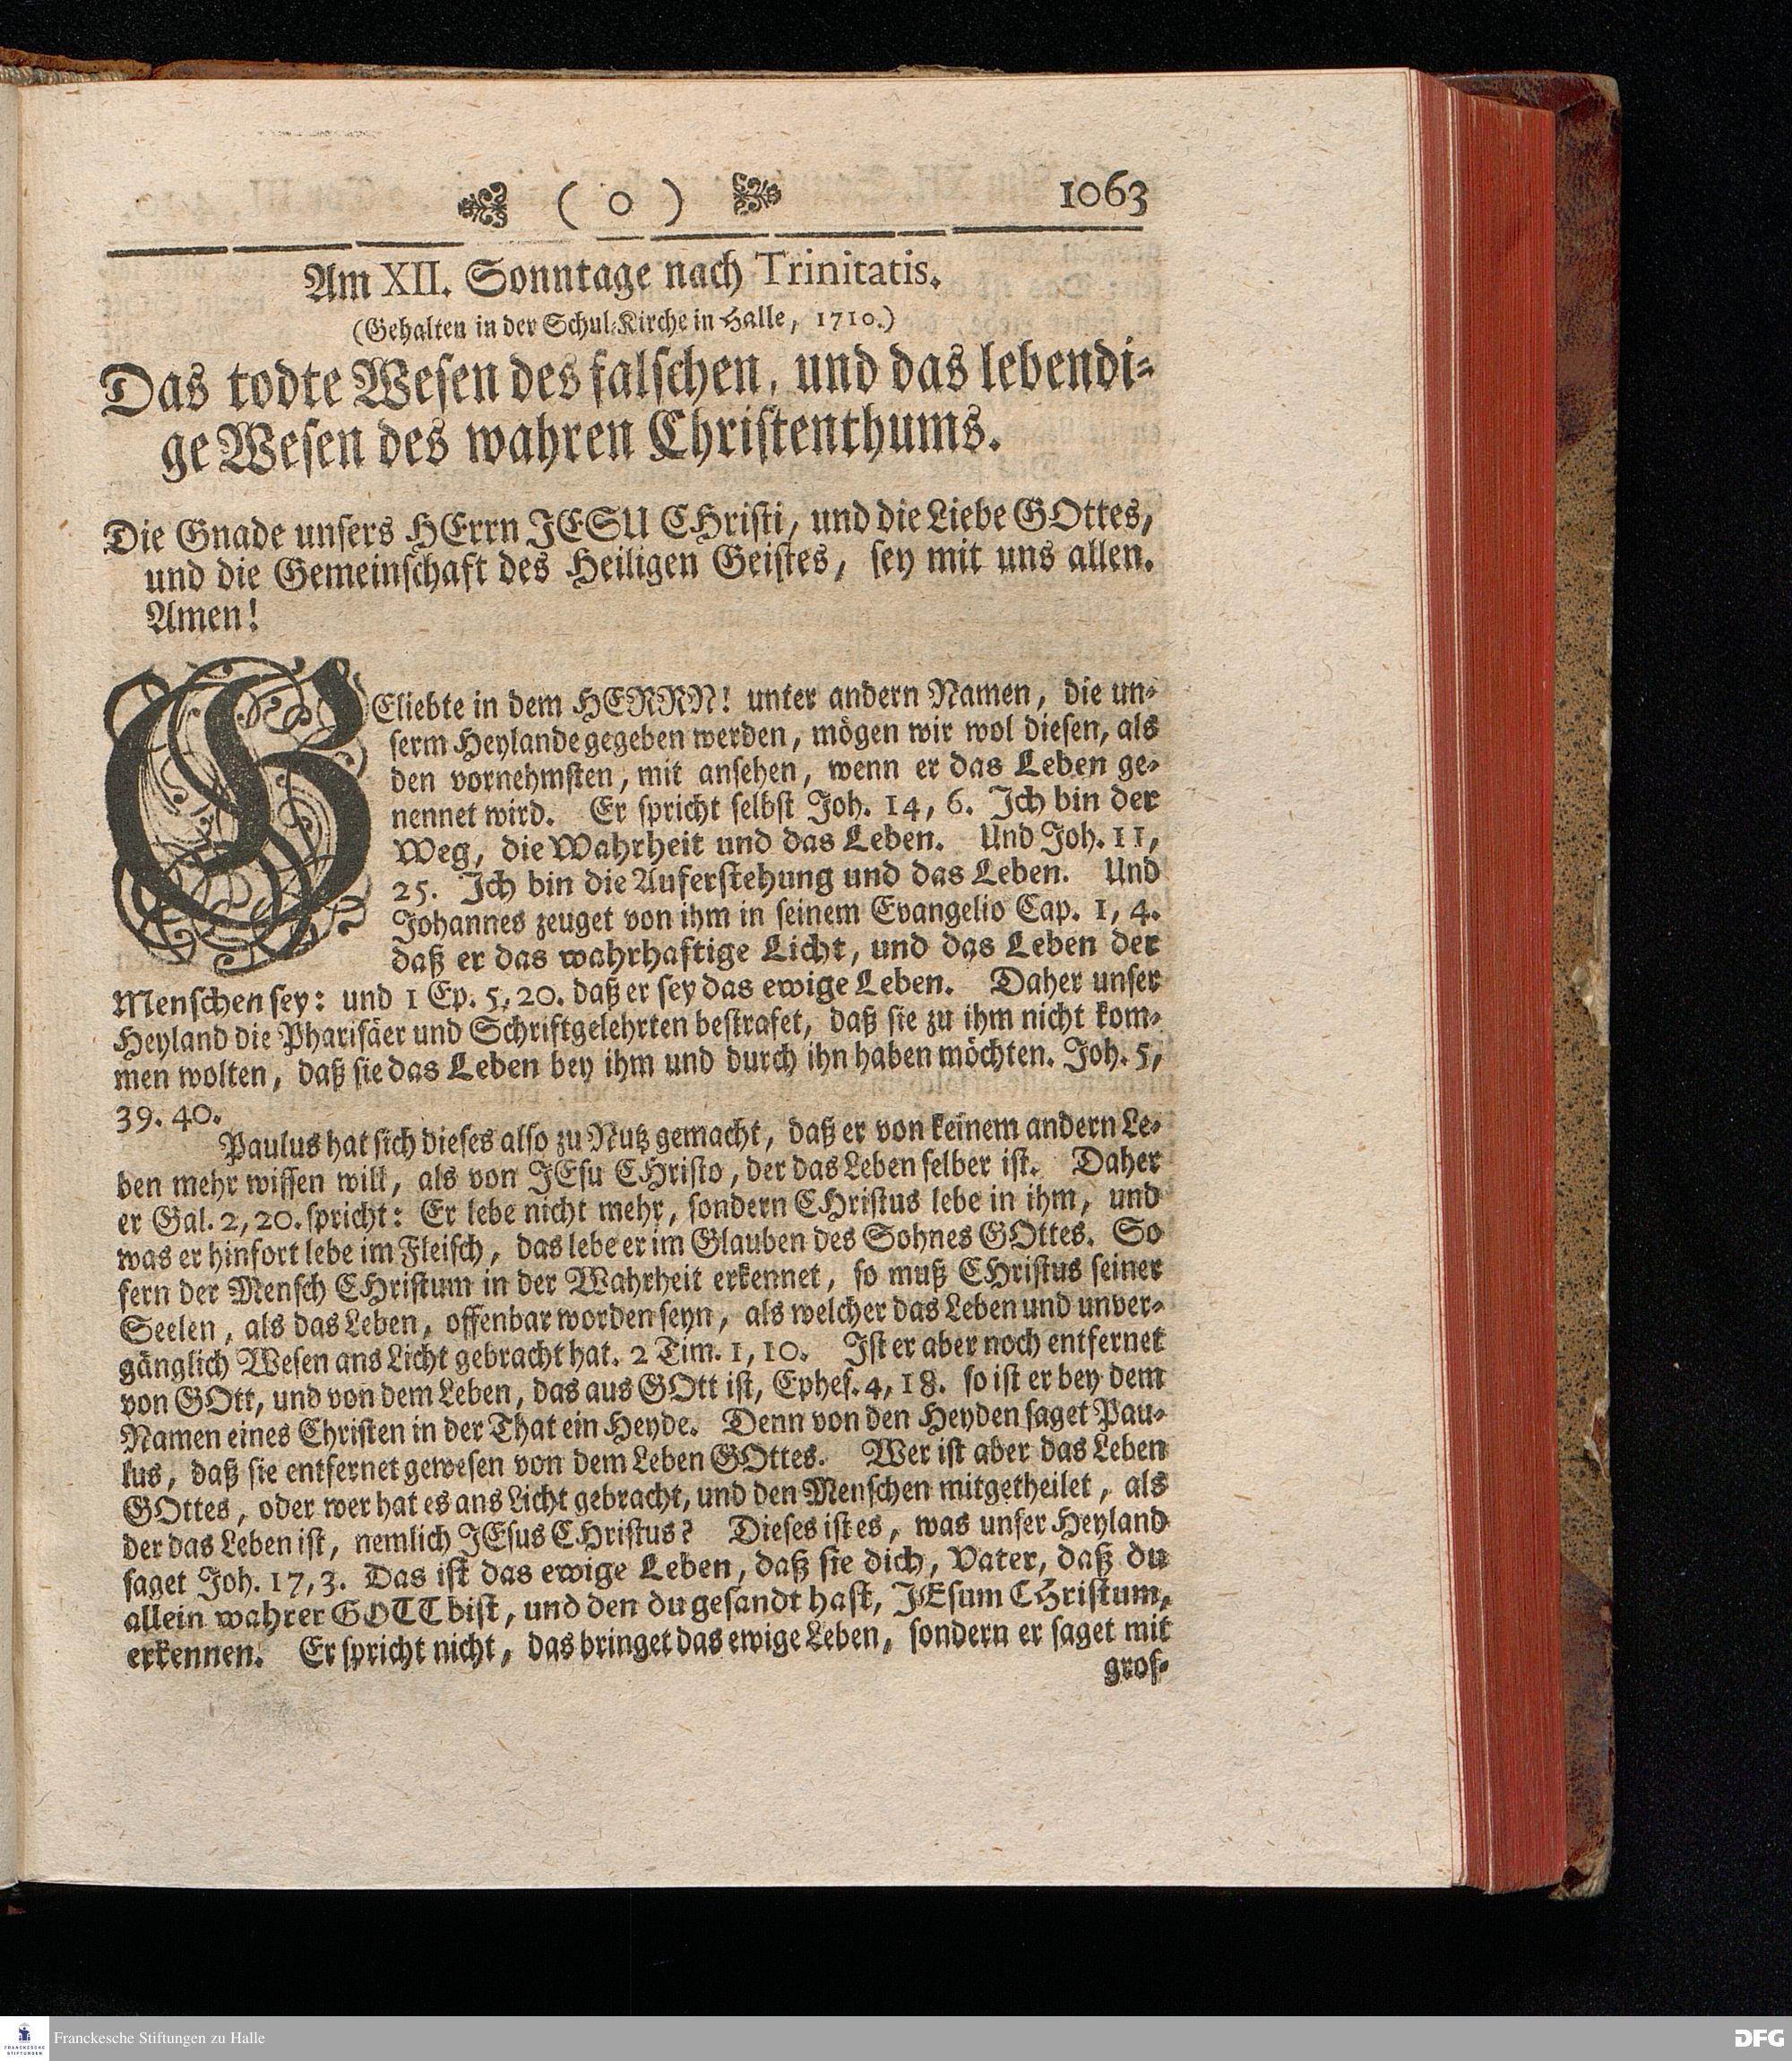 ( 0 ) 1063
Am XII. Sonntage nach Trinitatis.
(Gehalten in der Schul-Kirche in Halle, 1710.)
Das todte Wesen des falschen, und das lebendi-
ge Wesen des wahren Christenthums.
Die Gnade unsers HErrn JESU CHristi, und die Liebe GOttes,
und die Gemeinschaft des Heiligen Geistes, sey mit uns allen.
Amen!
GEliebte in dem HERRN! unter andern Namen, die un-
serm Heylande gegeben werden, mögen wir wol diesen, als
den vornehmsten, mit ansehen, wenn er das Leben ge-
nennet wird. Er spricht selbst Joh. 14, 6. Ich bin der
Weg, die Wahrheit und das Leben. Und Joh. 11,
25. Ich bin die Auferstehung und das Leben. Und
Johannes zeuget von ihm in seinem Evangelio Cap. 1, 4.
daß er das wahrhaftige Licht, und das Leben der
Menschen sey: und 1 Ep. 5, 20. daß er sey das ewige Leben. Daher unser
Heyland die Pharisäer und Schriftgelehrten bestrafet, daß sie zu ihm nicht kom-
men wolten, daß sie das Leben bey ihm und durch ihn haben möchten. Joh. 5,
39. 40.
Paulus hat sich dieses also zu Nutz gemacht, daß er von keinem andern Le-
ben mehr wissen will, als von JEsu CHristo, der das Leben selber ist. Daher
er Gal. 2, 20. spricht: Er lebe nicht mehr, sondern CHristus lebe in ihm, und
was er hinfort lebe im Fleisch, das lebe er im Glauben des Sohnes GOttes. So
fern der Mensch CHristum in der Wahrheit erkennet, so muß CHristus seiner
Seelen, als das Leben, offenbar worden seyn, als welcher das Leben und unver-
gänglich Wesen ans Licht gebracht hat. 2 Tim. 1, 10. Ist er aber noch entfernet
von GOtt, und von dem Leben, das aus GOtt ist, Ephes. 4, 18. so ist er bey dem
Namen eines Christen in der That ein Heyde. Denn von den Heyden saget Pau-
lus, daß sie entfernet gewesen von dem Leben GOttes. Wer ist aber das Leben
GOttes, oder wer hat es ans Licht gebracht, und den Menschen mitgetheilet, als
der das Leben ist, nemlich JEsus CHristus? Dieses ist es, was unser Heyland
saget Joh. 17, 3. Das ist das ewige Leben, daß sie dich, Vater, daß du
allein wahrer GOTT bist, und den du gesandt hast, JEsum CHristum,
erkennen. Er spricht nicht, das bringet das ewige Leben, sondern er saget mit
gros-
FRANCKESCHE
STIFTUNGEN
Franckesche Stiftungen zu Halle
DFG